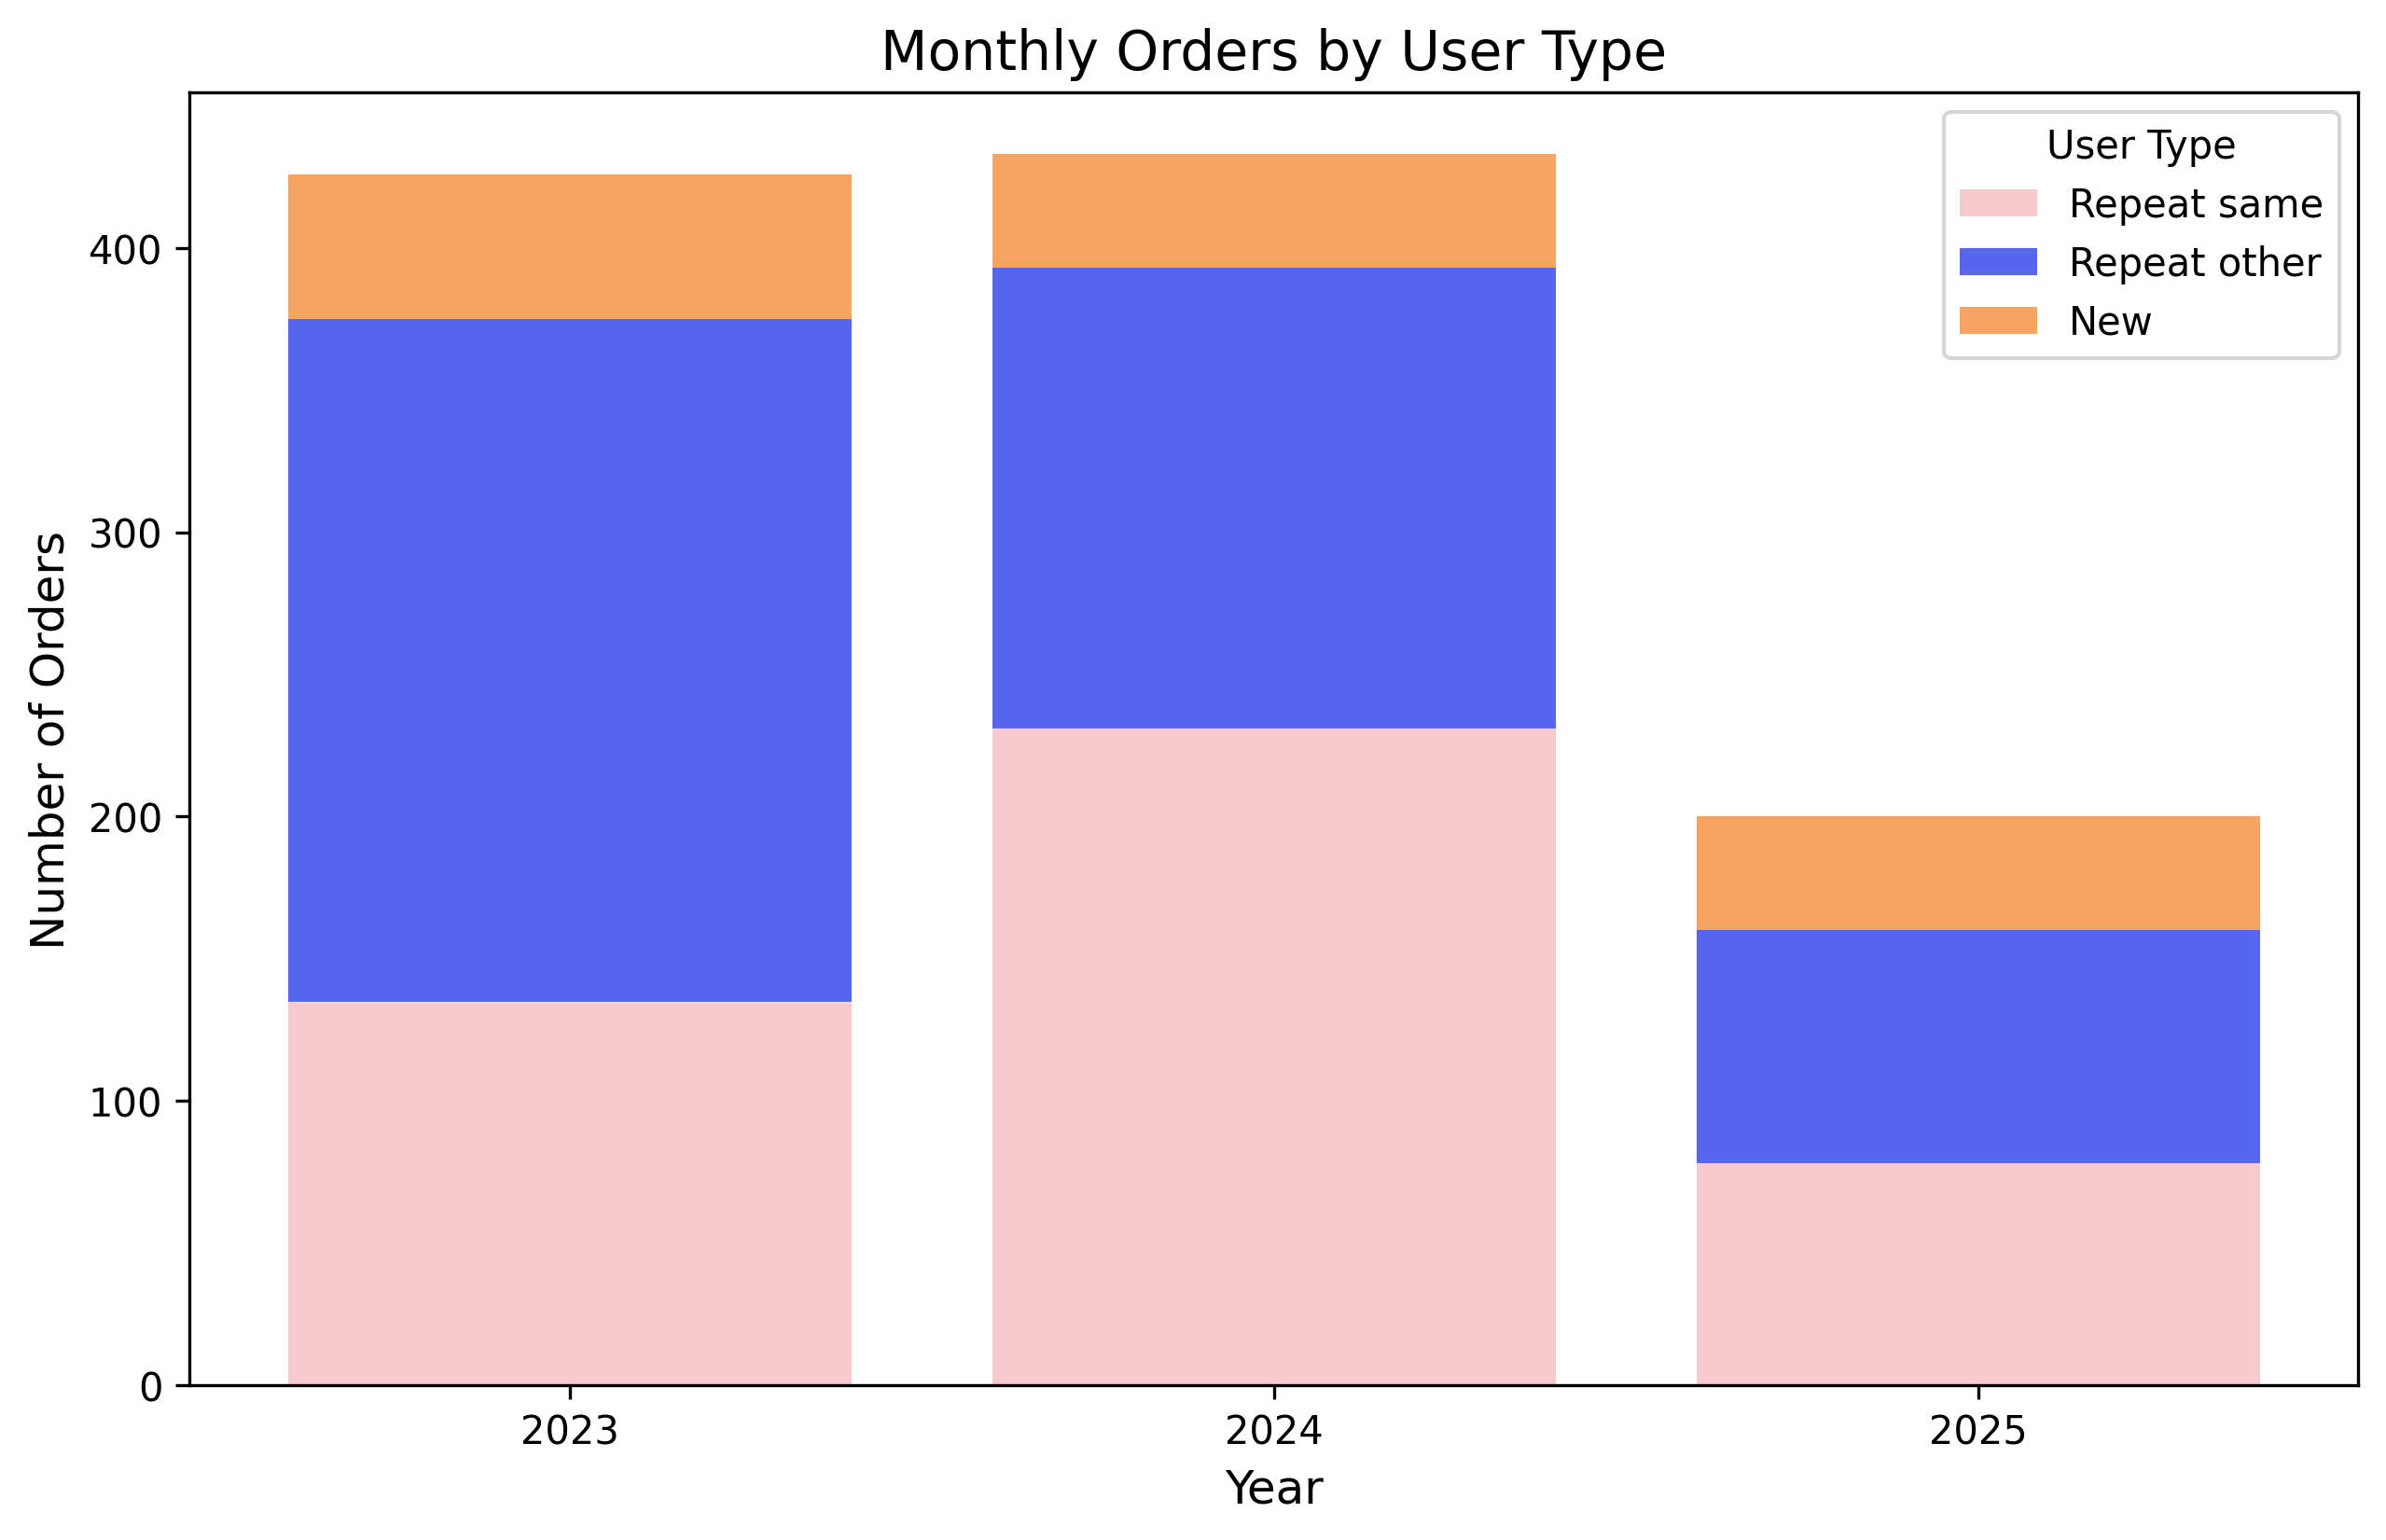 Monthly Orders by User Type
User Type
Repeat same
Repeat other
New
Number of Orders
400
300
200
100
0
2023
2024
2025
Year